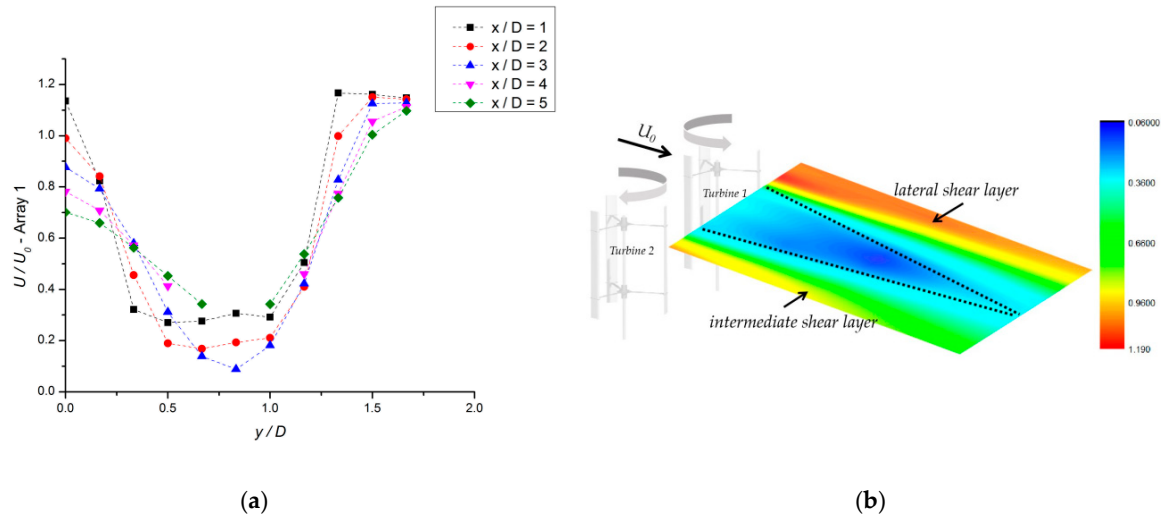 x / D = 1
x / D = 2
x / D = 3
x / D = 4
x / D = 5
1.2
1.0
0.8
0.6
0.4
0.2
0.0
U / U0 - Array 1
0.0
0.5
1.0
1.5
2.0
y / D
(a)
U0
Turbine 1
Turbine 2
lateral shear layer
intermediate shear layer
0.06000
0.3600
0.6600
0.9600
1.190
(b)